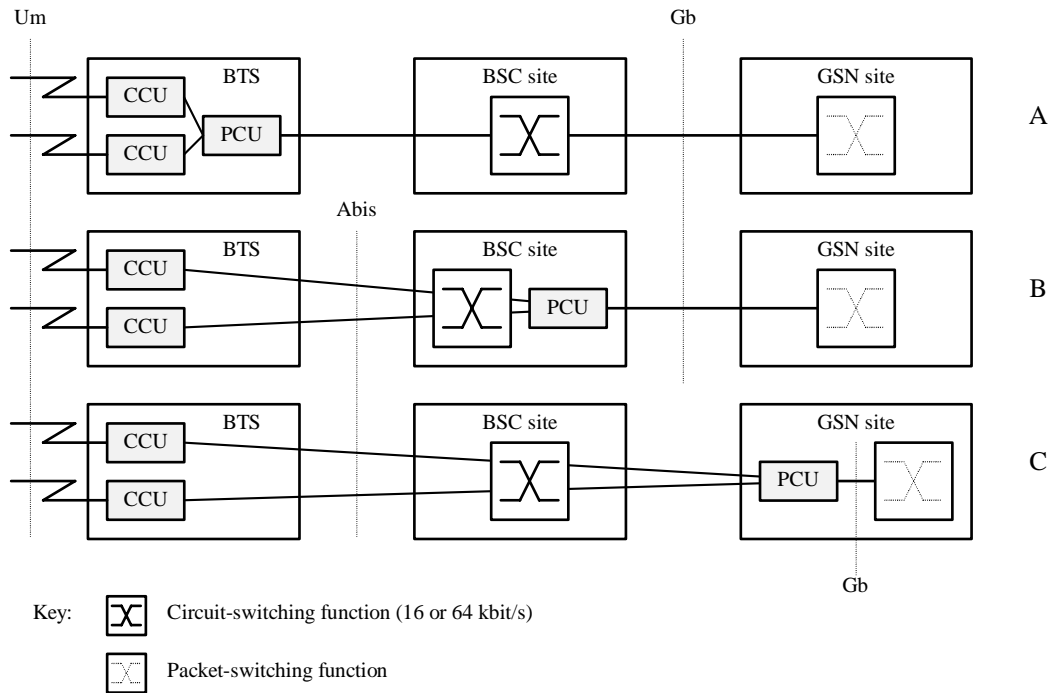 Um
Gb
BTS
BSC site
GSN site
CCU
PCU
CCU
A
Abis
BTS
BSC site
GSN site
CCU
PCU
CCU
B
BTS
BSC site
GSN site
CCU
PCU
CCU
C
Gb
Key:
Circuit-switching function (16 or 64 kbit/s)
Packet-switching function